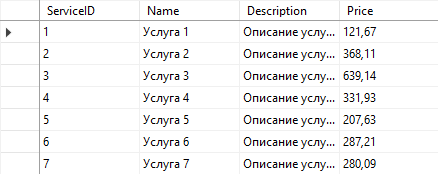 ServiceID Name Description Price
1 Услуга 1 Описание услу... 121,67
2 Услуга 2 Описание услу... 368,11
3 Услуга 3 Описание услу... 639,14
4 Услуга 4 Описание услу... 331,93
5 Услуга 5 Описание услу... 207,63
6 Услуга 6 Описание услу... 287,21
7 Услуга 7 Описание услу... 280,09